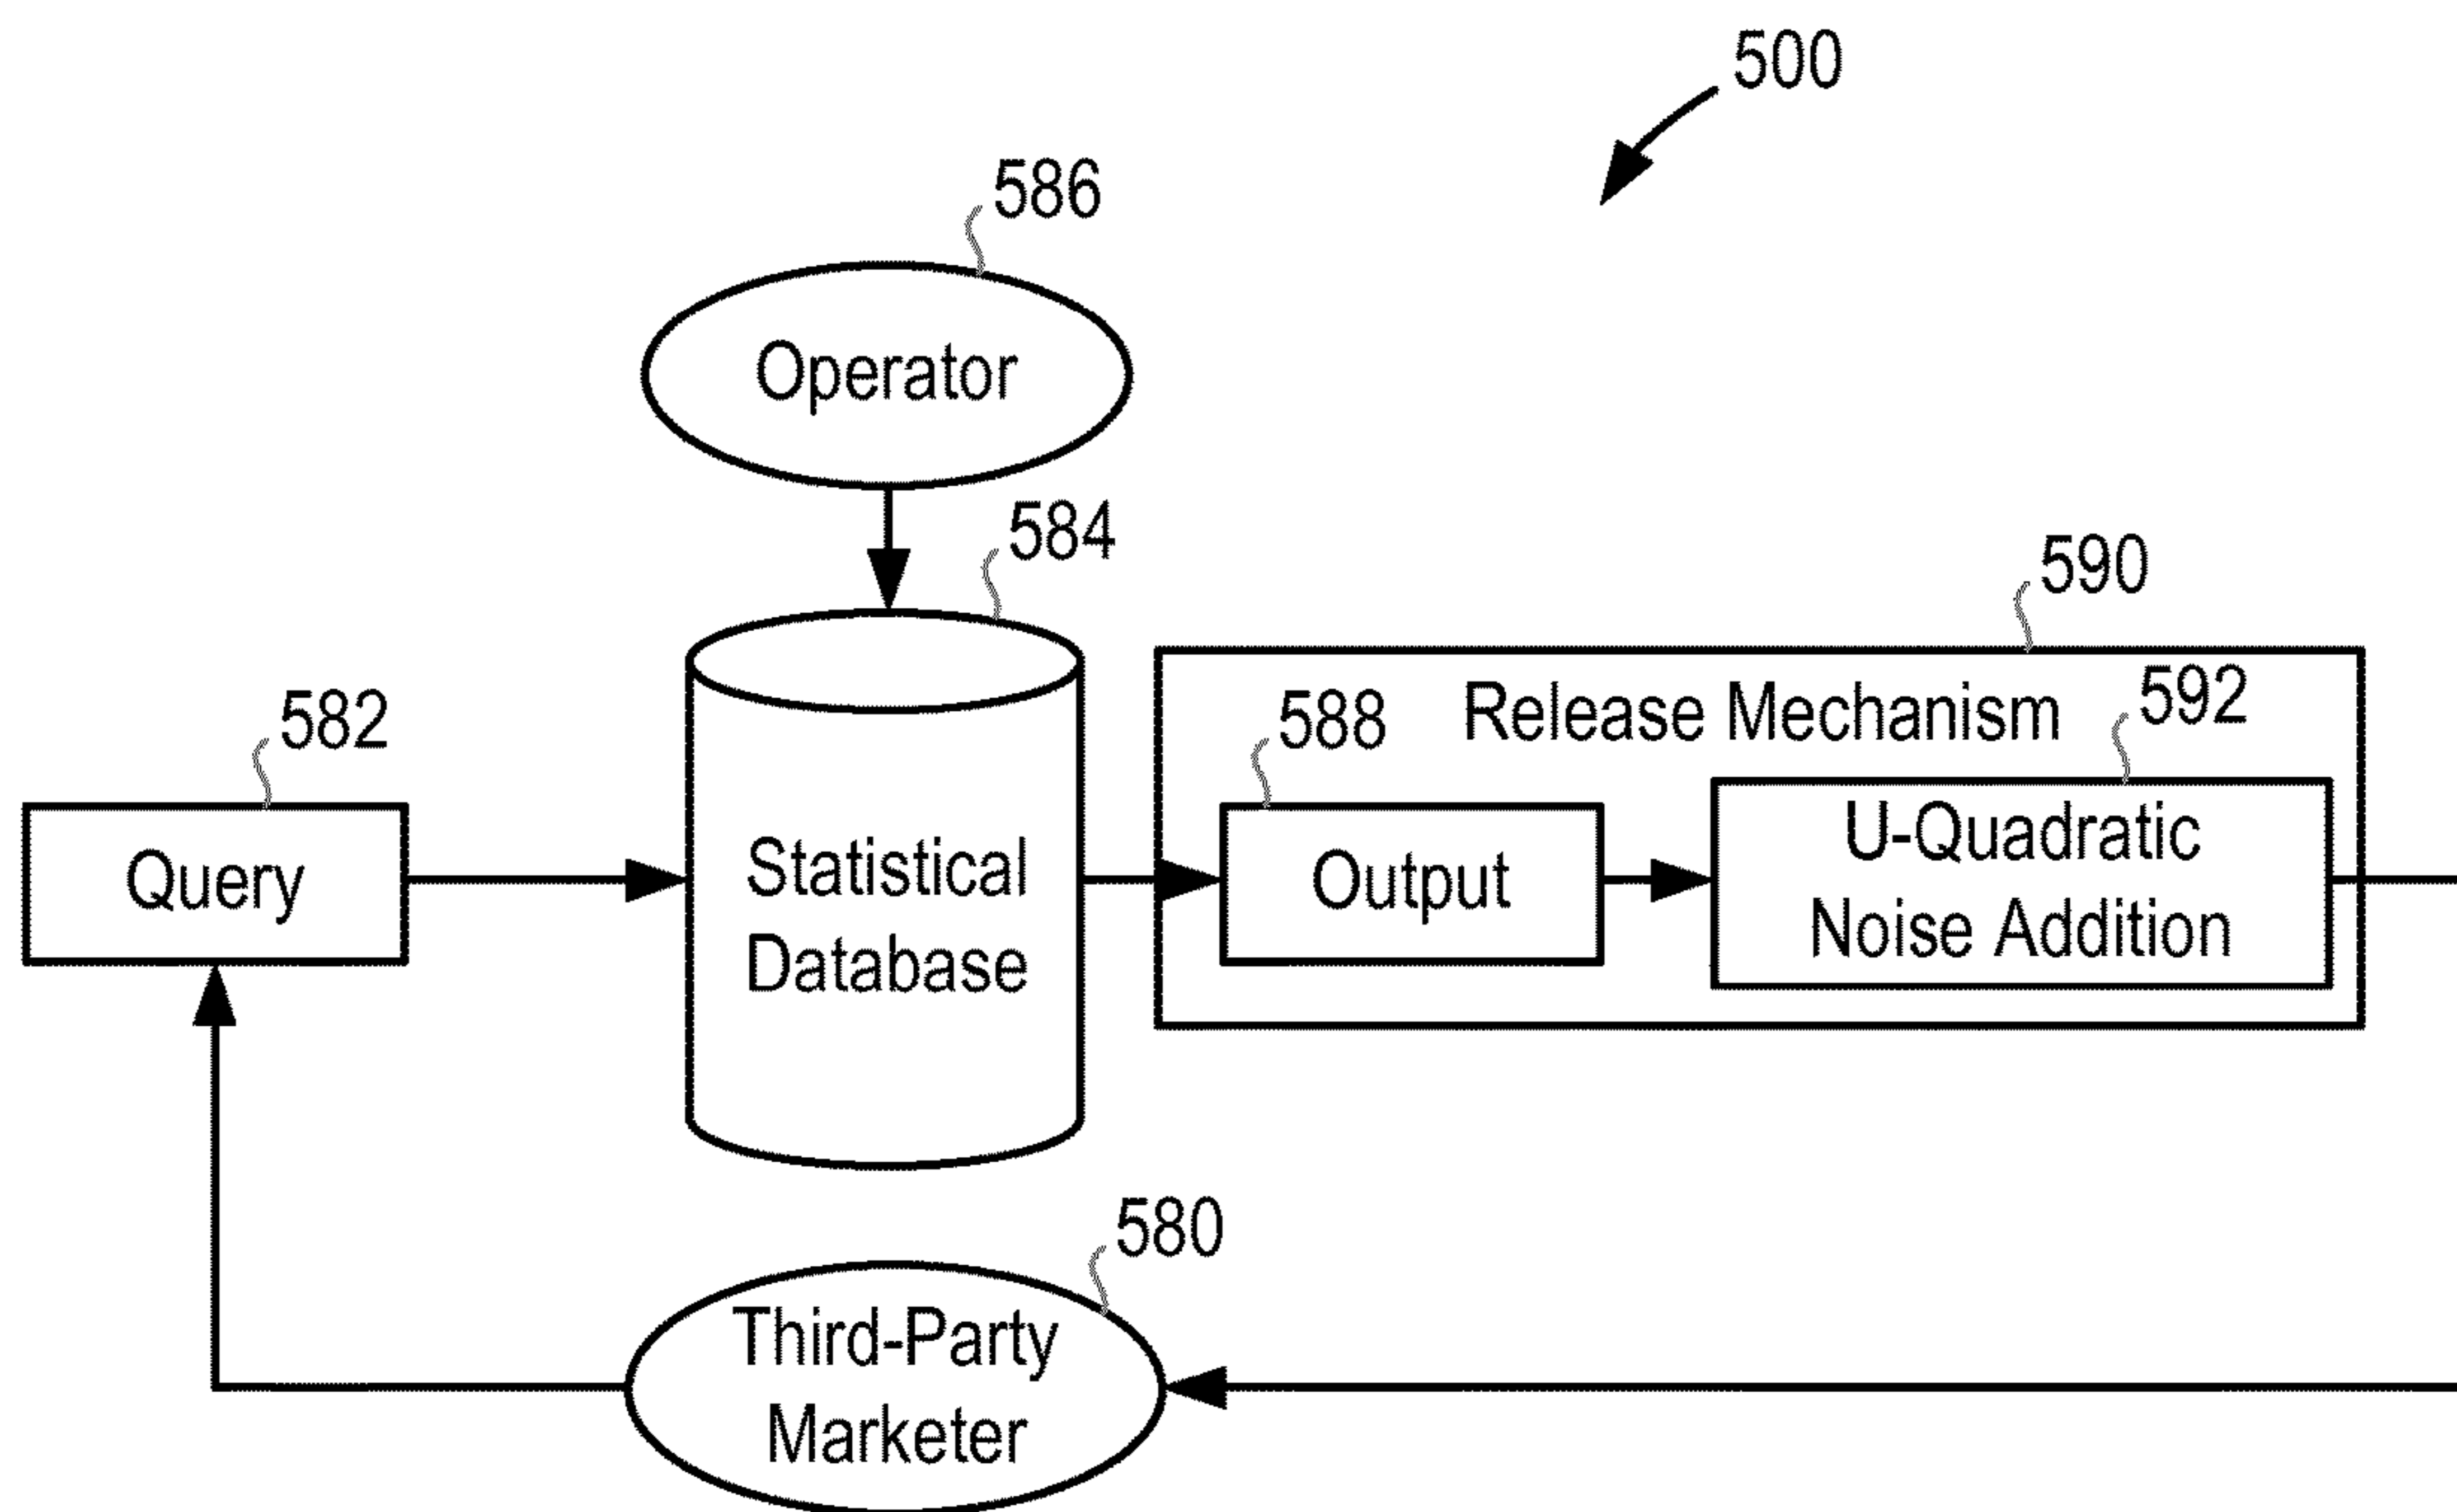 500
586
Operator
584
590
582
588
Release Mechanism
592
Query
Statistical
Database
Output
U-Quadratic
Noise Addition
580
Third-Party
Marketer